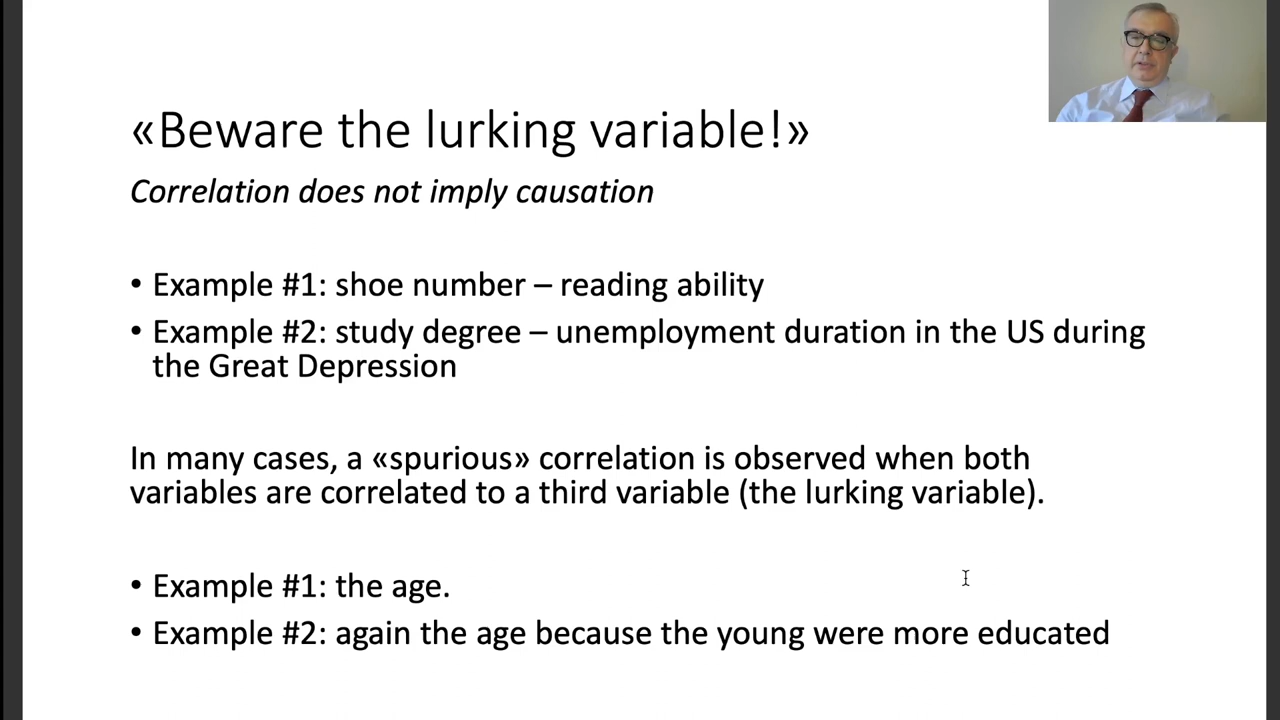 «Beware the lurking variable!»
Correlation does not imply causation
• Example #1: shoe number – reading ability
• Example #2: study degree – unemployment duration in the US during
the Great Depression
In many cases, a «spurious» correlation is observed when both
variables are correlated to a third variable (the lurking variable).
• Example #1: the age.
• Example #2: again the age because the young were more educated